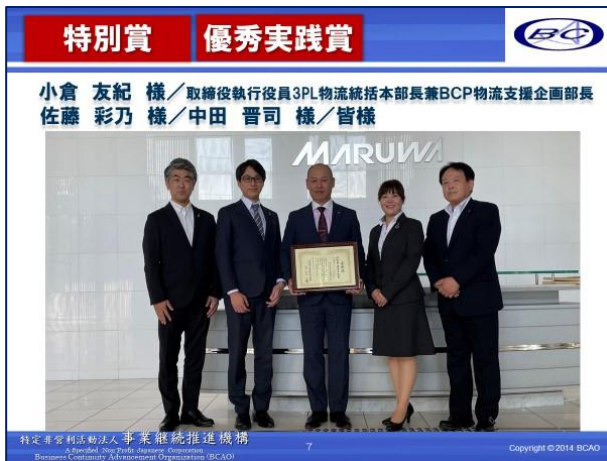 特別賞 優秀実践賞
BC
小倉 友紀 様／取締役執行役員3PL物流統括本部長兼BCP物流支援企画部長
佐藤 彩乃 様／中田 晋司 様／皆様
MARUWA
特定非営利活動法人 事業継続推進機構
A Specified Non Profit Japanese Corporation
Business Continuity Advancement Organization (BCAO)
7
Copyright © 2014 BCAO